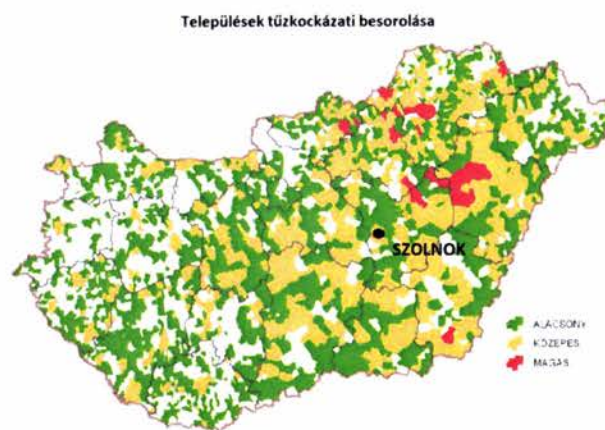 Települések tűzkockázati besorolása
SZOLNOK
ALACSONY
KÖZEPES
MAGAS